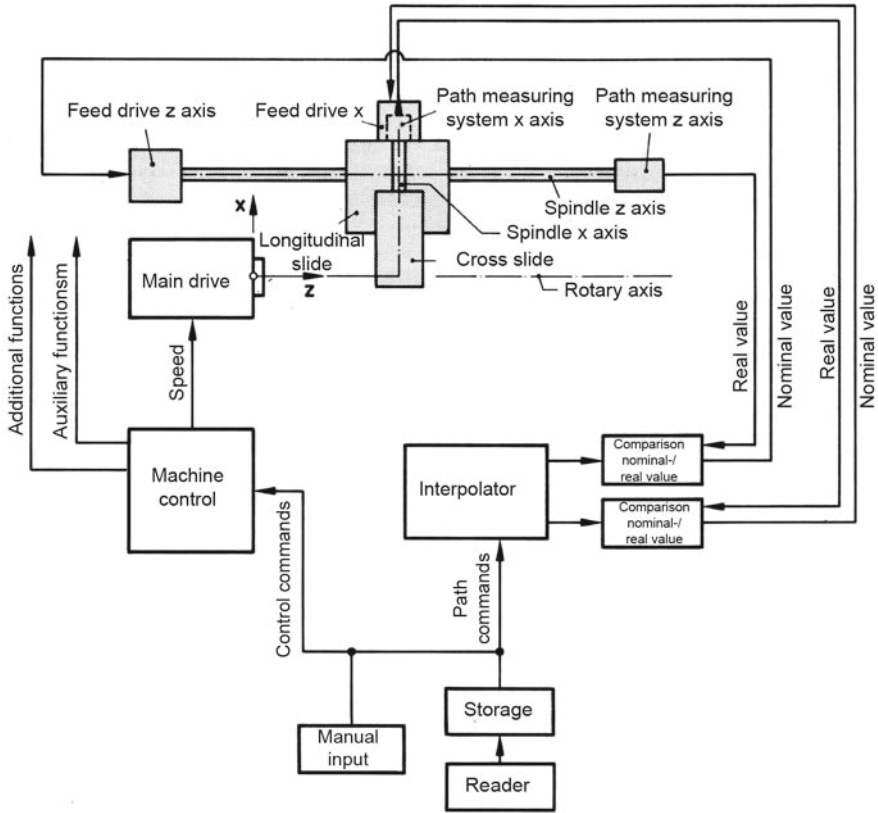 Feed drive z axis
Feed drive x
Path measuring
system x axis
Path measuring
system z axis
Spindle z axis
Spindle x axis
x
Longitudinal
slide
Cross slide
Main drive
z
Rotary axis
Additional functions
Auxiliary functionsm
Speed
Real value
Nominal value
Real value
Nominal value
Machine
control
Interpolator
Comparison
nominal-/
real value
Comparison
nominal-/
real value
Control commands
Path
commands
Storage
Manual
input
Reader